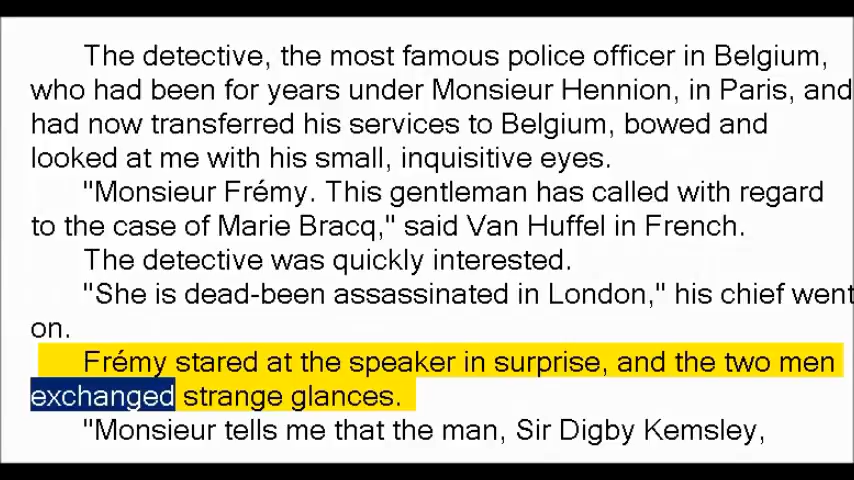 The detective, the most famous police officer in Belgium,
who had been for years under Monsieur Hennion, in Paris, and
had now transferred his services to Belgium, bowed and
looked at me with his small, inquisitive eyes.
"Monsieur Frémy. This gentleman has called with regard
to the case of Marie Bracq," said Van Huffel in French.
The detective was quickly interested.
"She is dead-been assassinated in London," his chief went
on.
Frémy stared at the speaker in surprise, and the two men
exchanged strange glances.
"Monsieur tells me that the man, Sir Digby Kemsley,